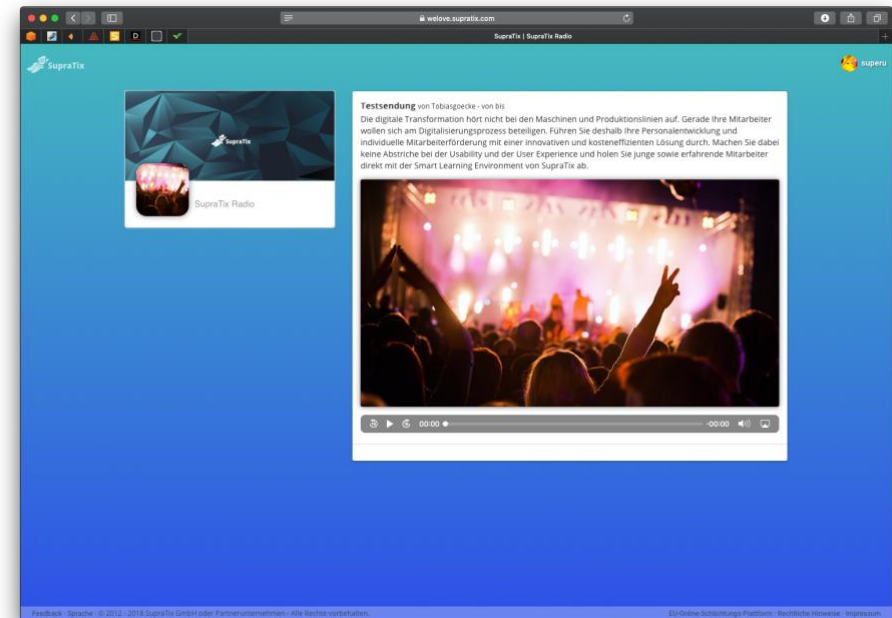 welove.supratix.com
SupraTix | SupraTix Radio
SupraTix
superu
SupraTix
SupraTix Radio
Testsendung von Tobiasgoecke - von bis
Die digitale Transformation hört nicht bei den Maschinen und Produktionslinien auf. Gerade Ihre Mitarbeiter
wollen sich am Digitalisierungsprozess beteiligen. Führen Sie deshalb Ihre Personalentwicklung und
individuelle Mitarbeiterförderung mit einer innovativen und kosteneffizienten Lösung durch. Machen Sie dabei
keine Abstriche bei der Usability und der User Experience und holen Sie junge sowie erfahrende Mitarbeiter
direkt mit der Smart Learning Environment von SupraTix ab.
00:00 -00:00
Feedback · Sprache · © 2012 - 2018 SupraTix GmbH oder Partnerunternehmen - Alle Rechte vorbehalten.
EU-Online-Schlichtungs-Plattform · Rechtliche Hinweise · Impressum